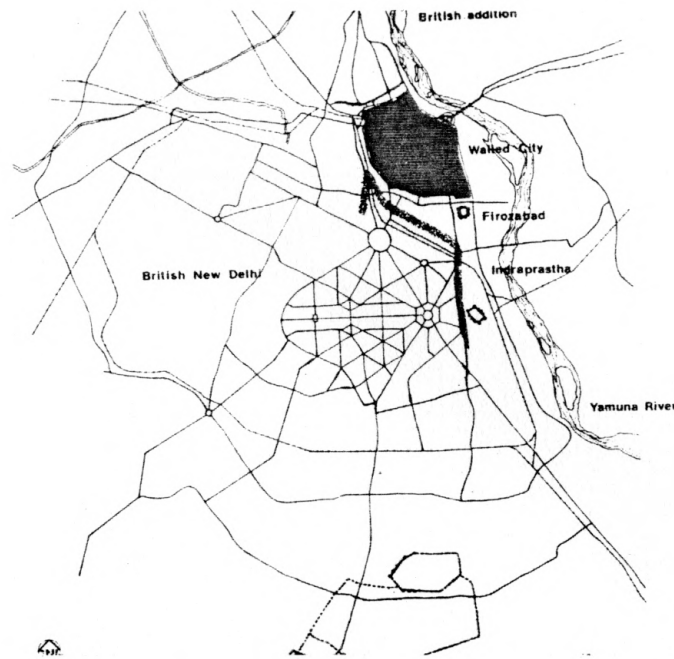 British addition
Walled City
Firozabad
British New Delhi
Indraprastha
Yamuna River